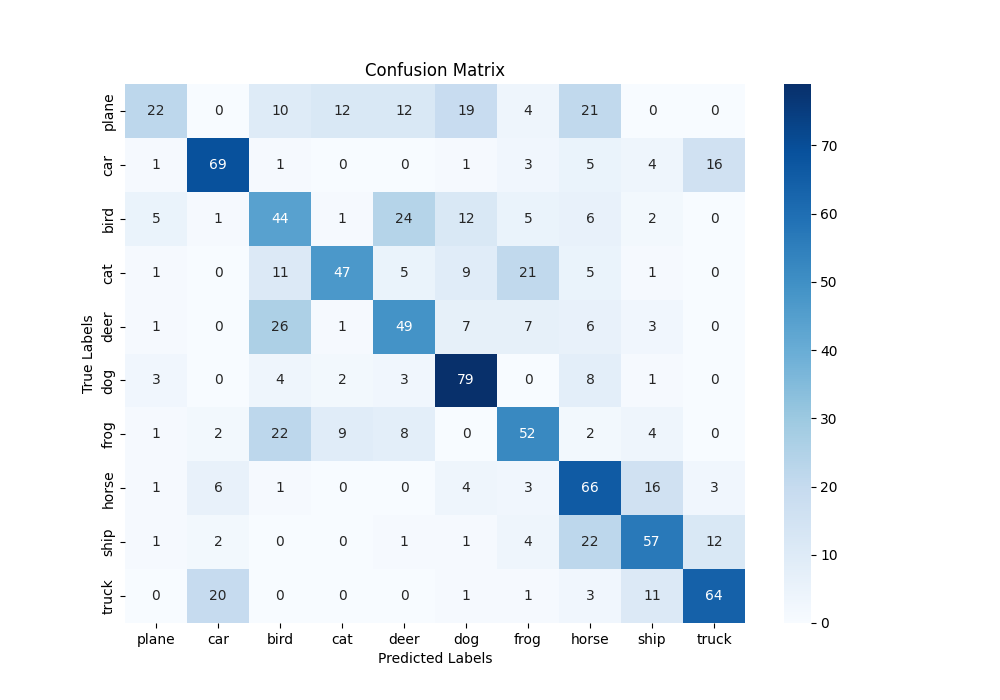 Confusion Matrix
True Labels
plane 22 0 10 12 12 19 4 21 0 0
car 1 69 1 0 0 1 3 5 4 16
bird 5 1 44 1 24 12 5 6 2 0
cat 1 0 11 47 5 9 21 5 1 0
deer 1 0 26 1 49 7 7 6 3 0
dog 3 0 4 2 3 79 0 8 1 0
frog 1 2 22 9 8 0 52 2 4 0
horse 1 6 1 0 0 4 3 66 16 3
ship 1 2 0 0 1 1 4 22 57 12
truck 0 20 0 0 0 1 1 3 11 64
plane car bird cat deer dog frog horse ship truck
Predicted Labels
70
60
50
40
30
20
10
0